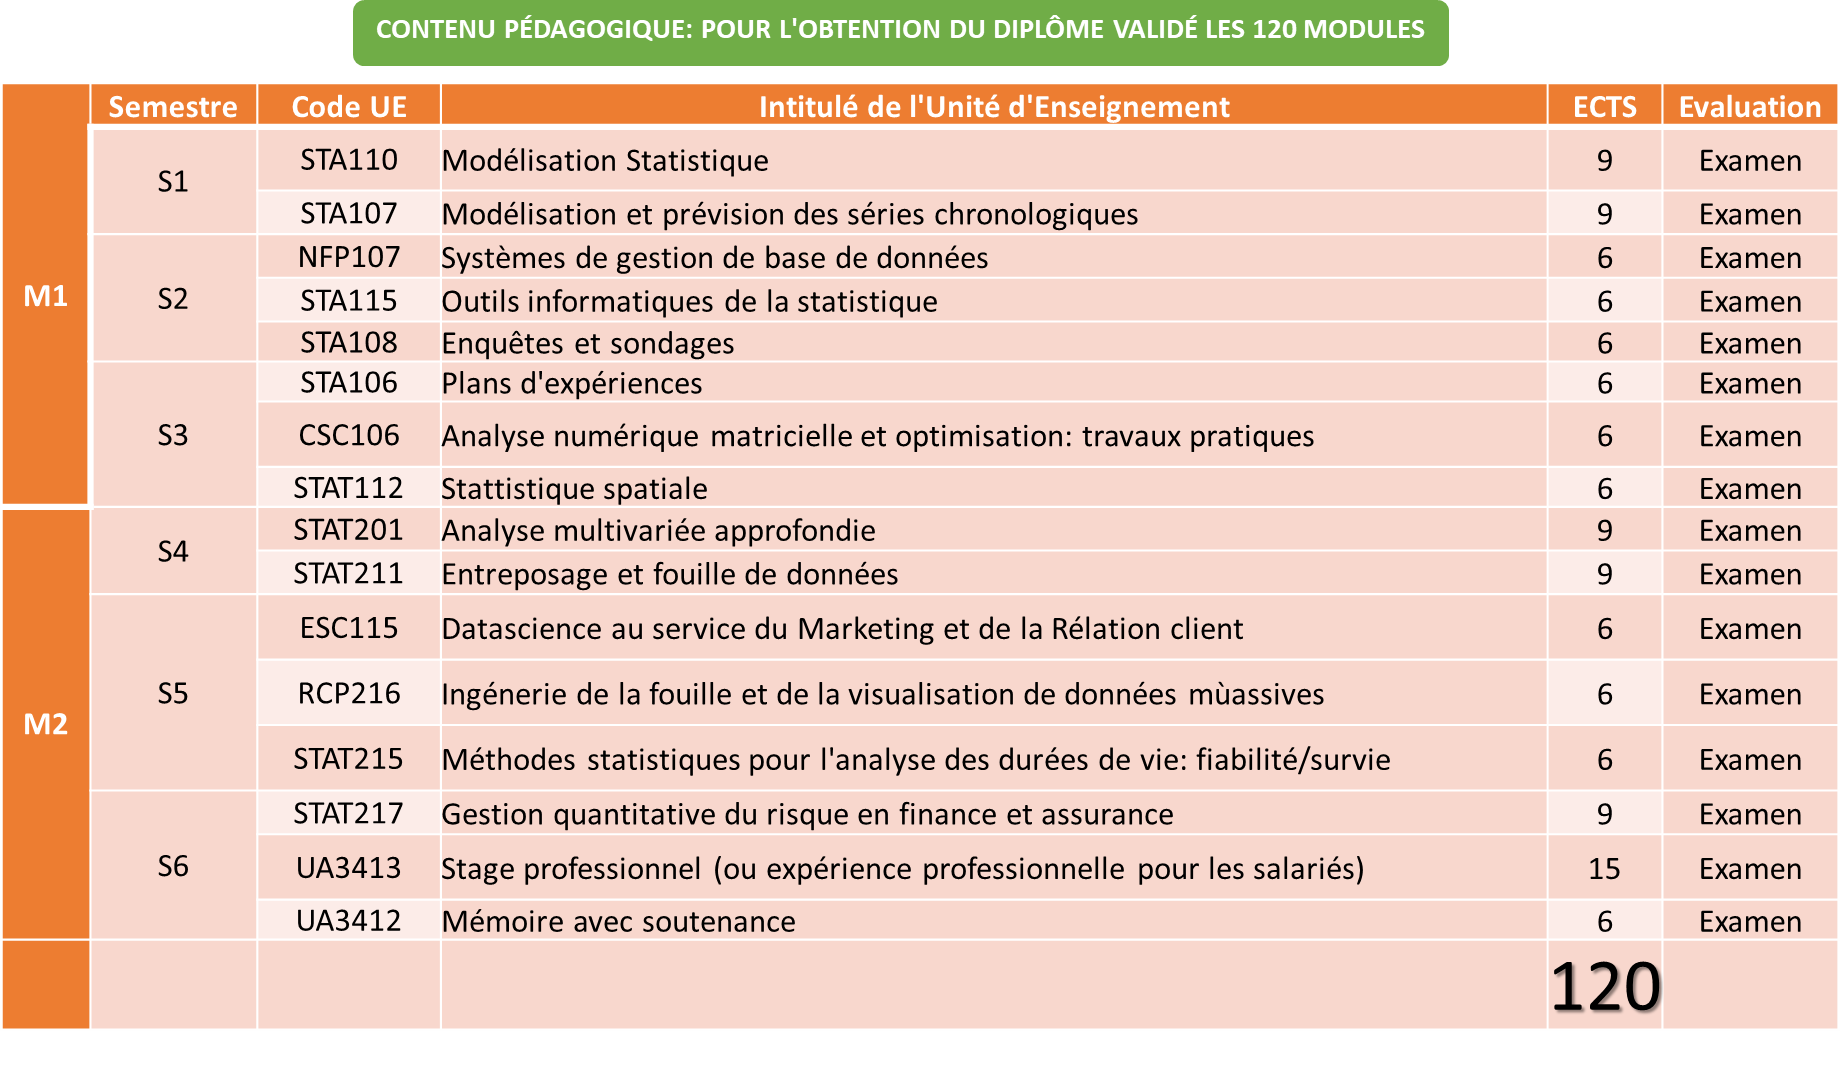 CONTENU PÉDAGOGIQUE: POUR L'OBTENTION DU DIPLÔME VALIDÉ LES 120 MODULES
Semestre Code UE Intitulé de l'Unité d'Enseignement ECTS Evaluation
M1
S1
STA110 Modélisation Statistique 9 Examen
STA107 Modélisation et prévision des séries chronologiques 9 Examen
S2
NFP107 Systèmes de gestion de base de données 6 Examen
STA115 Outils informatiques de la statistique 6 Examen
STA108 Enquêtes et sondages 6 Examen
S3
STA106 Plans d'expériences 6 Examen
CSC106 Analyse numérique matricielle et optimisation: travaux pratiques 6 Examen
STAT112 Stattistique spatiale 6 Examen
M2
S4
STAT201 Analyse multivariée approfondie 9 Examen
STAT211 Entreposage et fouille de données 9 Examen
S5
ESC115 Datascience au service du Marketing et de la Rélation client 6 Examen
RCP216 Ingénerie de la fouille et de la visualisation de données mùassives 6 Examen
STAT215 Méthodes statistiques pour l'analyse des durées de vie: fiabilité/survie 6 Examen
S6
STAT217 Gestion quantitative du risque en finance et assurance 9 Examen
UA3413 Stage professionnel (ou expérience professionnelle pour les salariés) 15 Examen
UA3412 Mémoire avec soutenance 6 Examen
120